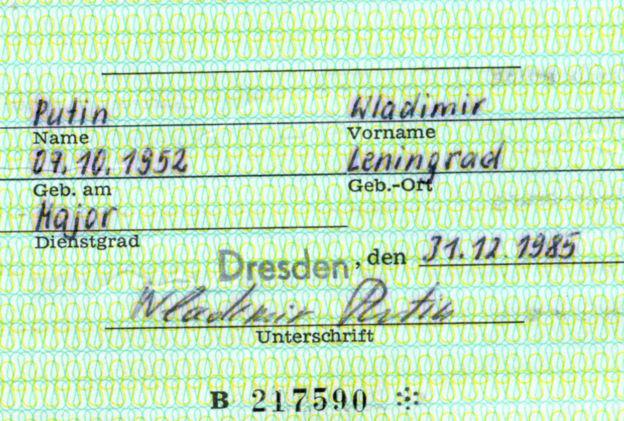 Putin Wladimir
Name Vorname
07.10.1952 Leningrad
Geb. am Geb.-Ort
Major
Dienstgrad
Dresden, den 31.12.1985
Wladimir Putin
Unterschrift
B 217590